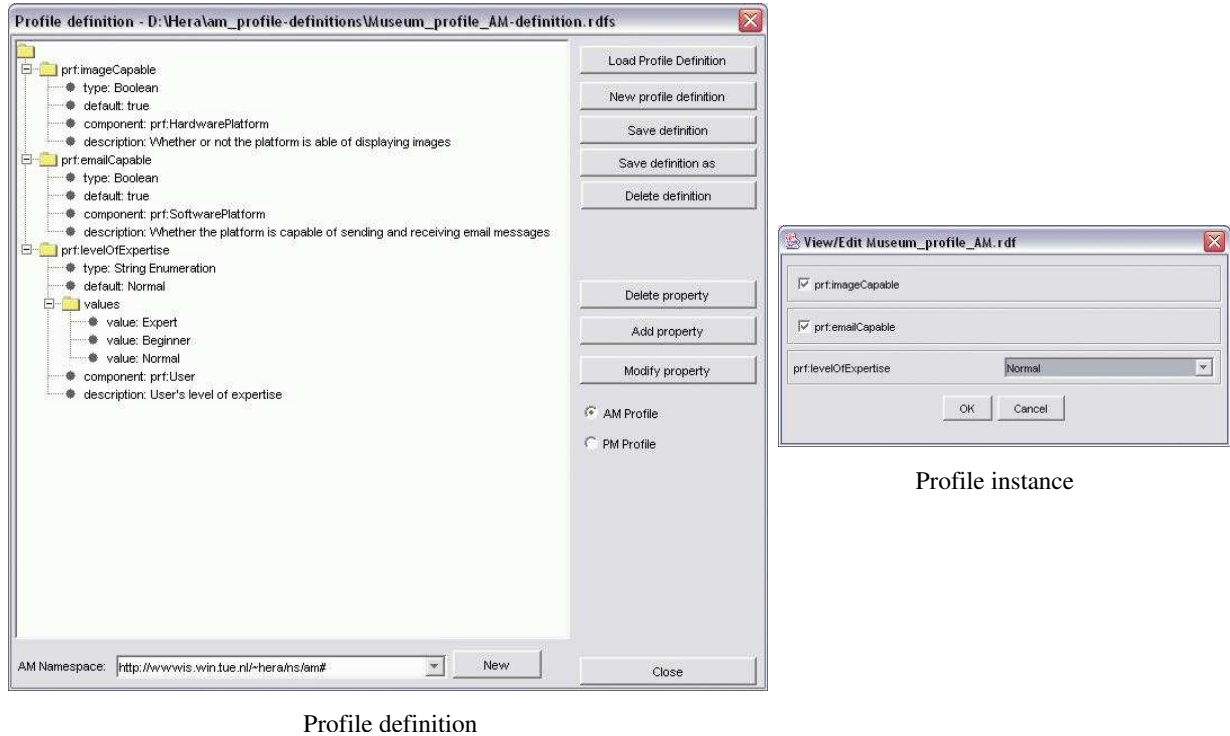 Profile definition - D:\Hera\am_profile-definitions\Museum_profile_AM-definition.rdfs
prf:imageCapable
type: Boolean
default: true
component: prf:HardwarePlatform
description: Whether or not the platform is able of displaying images
prf:emailCapable
type: Boolean
default: true
component: prf:SoftwarePlatform
description: Whether the platform is capable of sending and receiving email messages
prf:levelOfExpertise
type: String Enumeration
default: Normal
values
value: Expert
value: Beginner
value: Normal
component: prf:User
description: User's level of expertise
Load Profile Definition
New profile definition
Save definition
Save definition as
Delete definition
Delete property
Add property
Modify property
AM Profile
PM Profile
AM Namespace: http://wwwis.win.tue.nl/~hera/ns/am# New
Close
Profile definition
View/Edit Museum_profile_AM.rdf
prf:imageCapable
prf:emailCapable
prf:levelOfExpertise Normal
OK Cancel
Profile instance